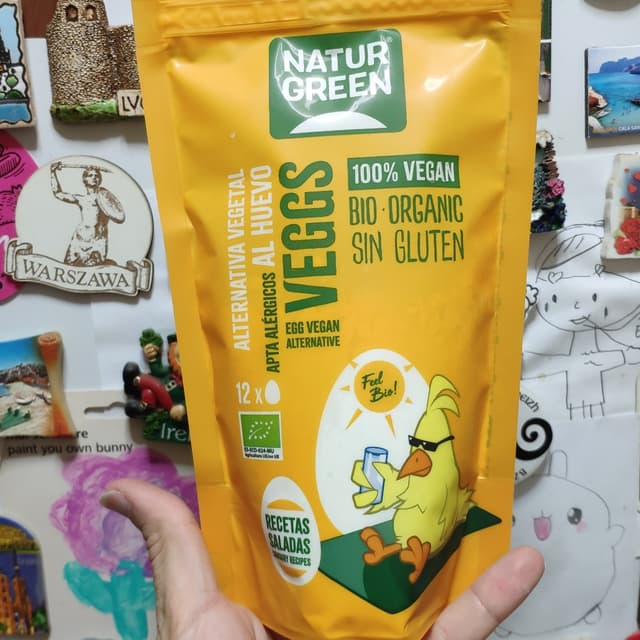 NATUR
GREEN
100% VEGAN
BIO·ORGANIC
SIN GLUTEN
VEGGS
ALTERNATIVA VEGETAL
AL HUEVO
APTA ALÉRGICOS
EGG VEGAN
ALTERNATIVE
12 x
Feel
Bio!
RECETAS
SALADAS
WARSZAWA
paint you own bunny